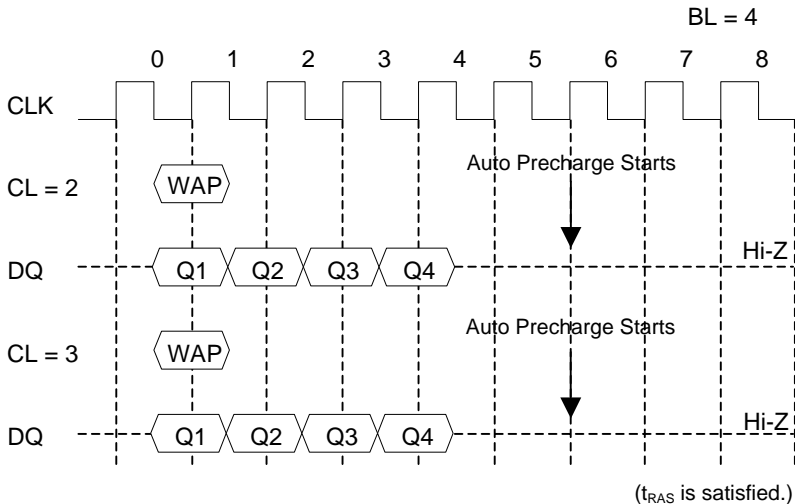 BL = 4
0 1 2 3 4 5 6 7 8
CLK
Auto Precharge Starts
CL = 2 WAP
Hi-Z
DQ Q1 Q2 Q3 Q4
Auto Precharge Starts
CL = 3 WAP
Hi-Z
DQ Q1 Q2 Q3 Q4
(tRAS is satisfied.)